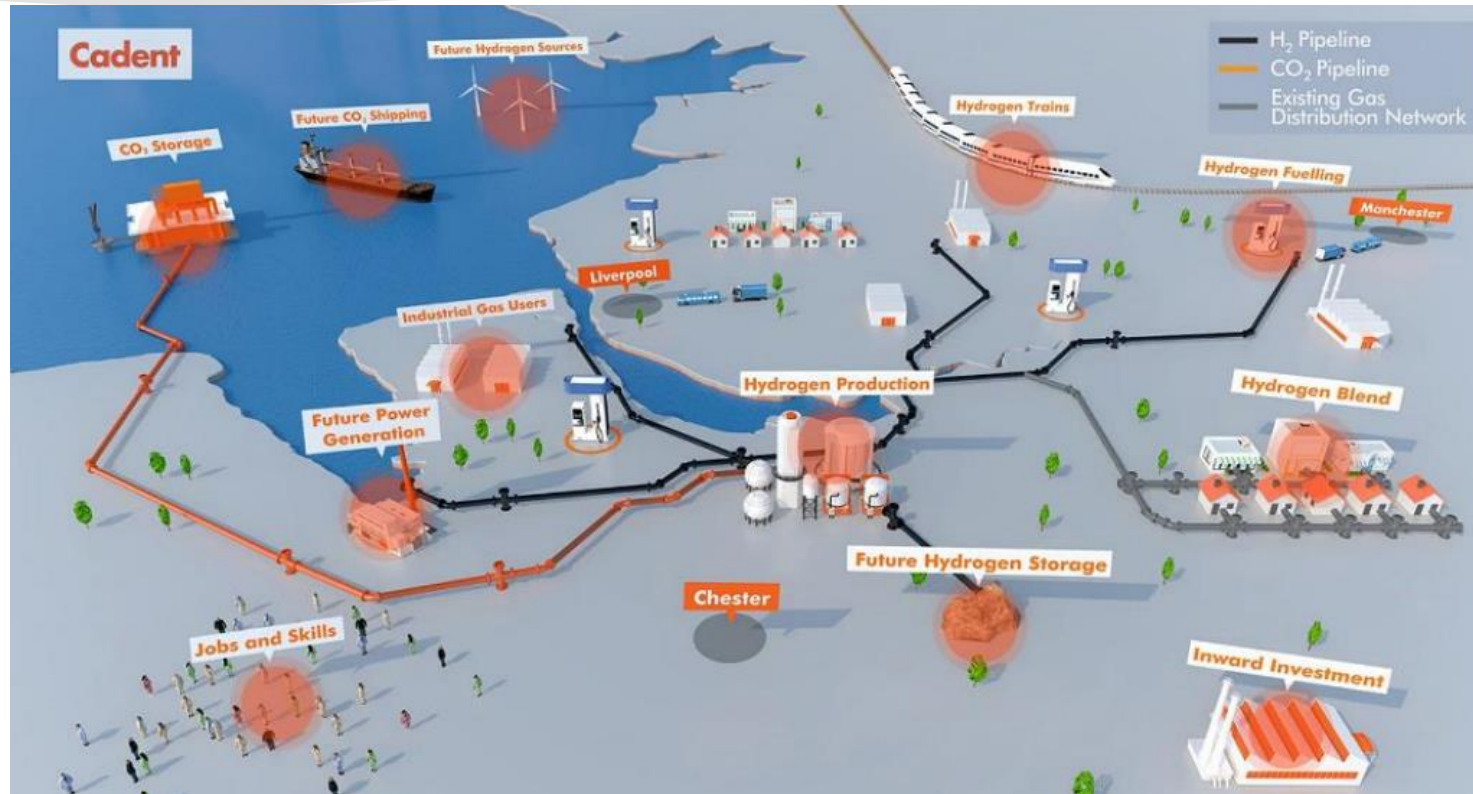 Cadent
Future Hydrogen Sources
H₂ Pipeline
CO₂ Pipeline
Existing Gas
Distribution Network
Future CO₂ Shipping
Hydrogen Trains
CO₂ Storage
Hydrogen Fuelling
Manchester
Liverpool
Industrial Gas Users
Hydrogen Production
Hydrogen Blend
Future Power
Generation
Future Hydrogen Storage
Chester
Jobs and Skills
Inward Investment